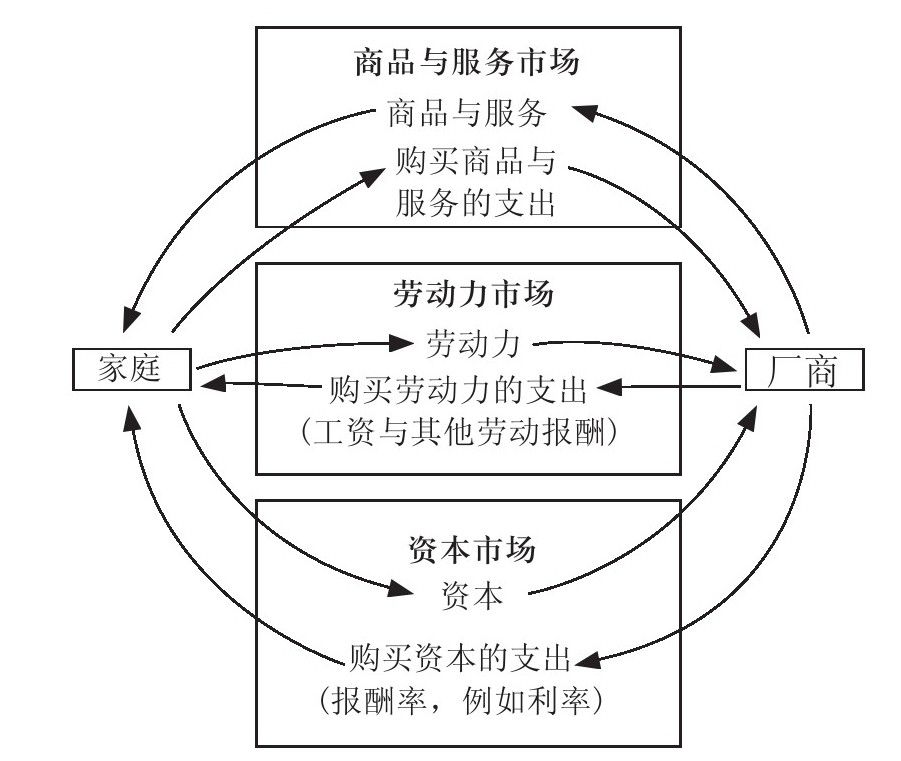 商品与服务市场
商品与服务
购买商品与
服务的支出
劳动力市场
家庭
劳动力
厂商
购买劳动力的支出
(工资与其他劳动报酬)
资本市场
资本
购买资本的支出
(报酬率，例如利率)